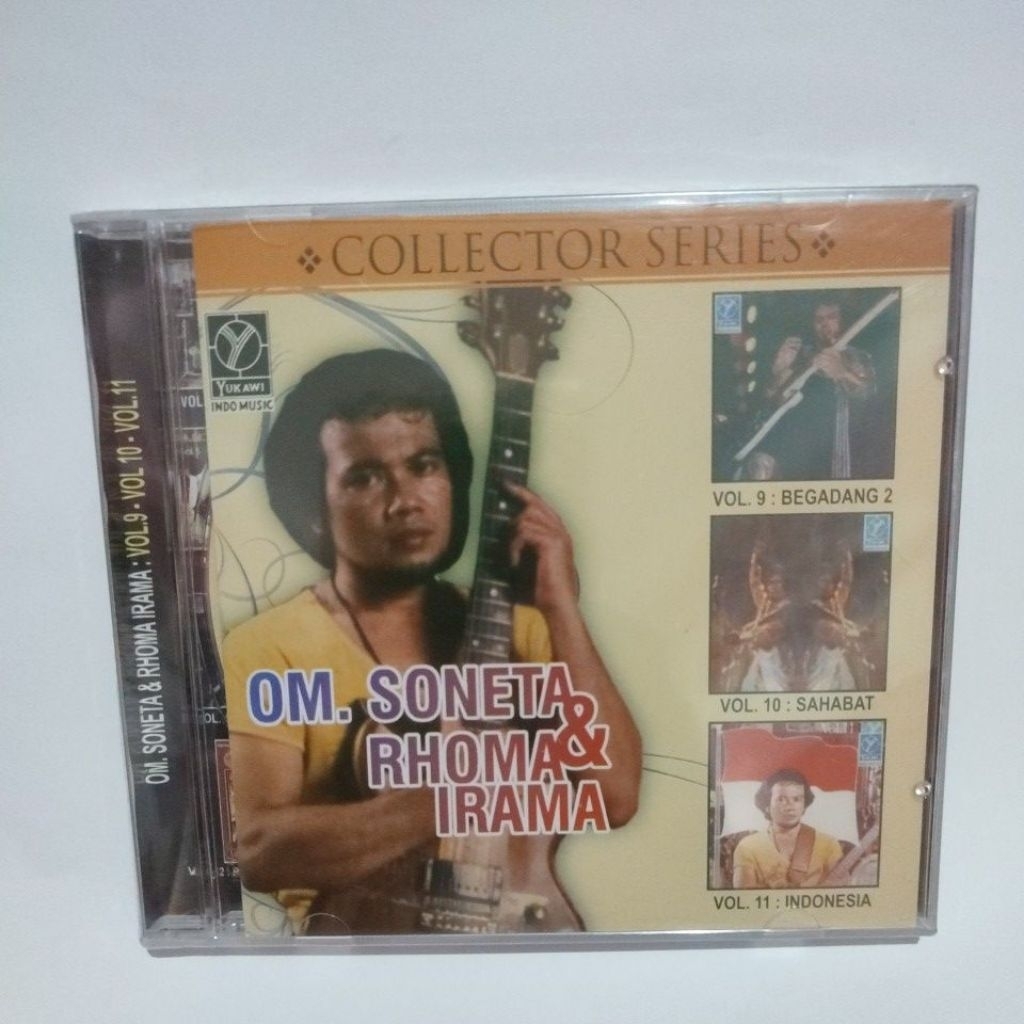 COLLECTOR SERIES
YUKAWI
INDO MUSIC
OM. SONETA
&
RHOMA
IRAMA
VOL. 9 : BEGADANG 2
VOL. 10 : SAHABAT
VOL. 11 : INDONESIA
OM. SONETA & RHOMA IRAMA : VOL.9 - VOL 10 - VOL.11
VOL